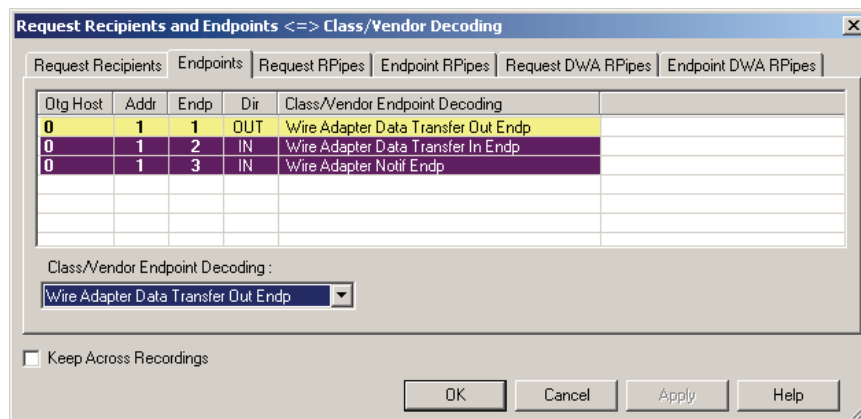 Request Recipients and Endpoints <=> Class/Vendor Decoding
Request Recipients Endpoints Request RPipes Endpoint RPipes Request DWA RPipes Endpoint DWA RPipes
Otg Host Addr Endp Dir Class/Vendor Endpoint Decoding
0 1 1 OUT Wire Adapter Data Transfer Out Endp
0 1 2 IN Wire Adapter Data Transfer In Endp
0 1 3 IN Wire Adapter Notif Endp
Class/Vendor Endpoint Decoding :
Wire Adapter Data Transfer Out Endp
Keep Across Recordings
OK Cancel Apply Help